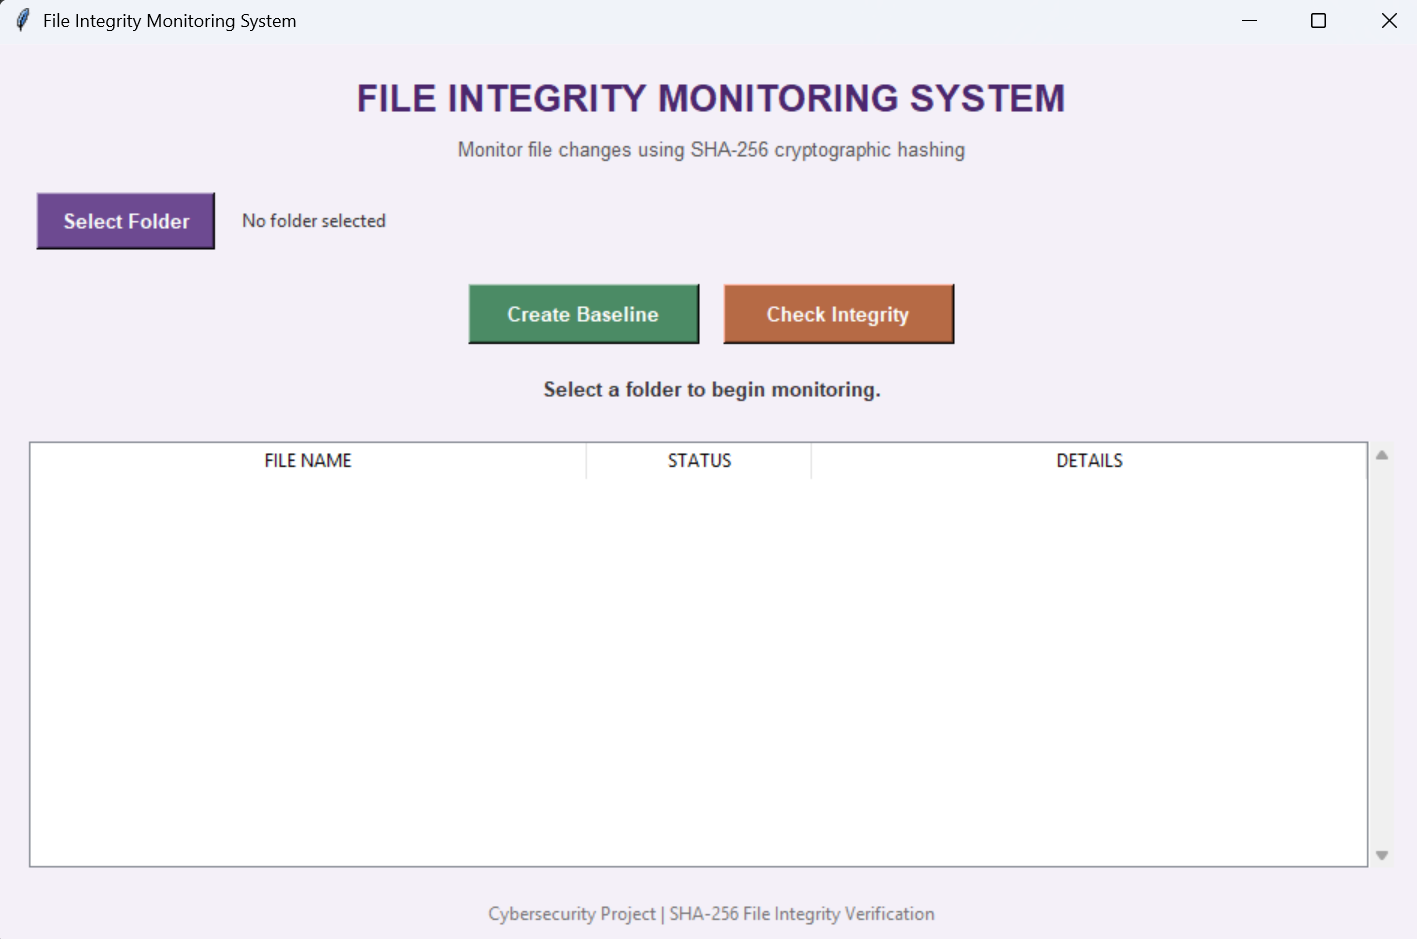 File Integrity Monitoring System
FILE INTEGRITY MONITORING SYSTEM
Monitor file changes using SHA-256 cryptographic hashing
Select Folder No folder selected
Create Baseline Check Integrity
Select a folder to begin monitoring.
FILE NAME STATUS DETAILS
Cybersecurity Project | SHA-256 File Integrity Verification